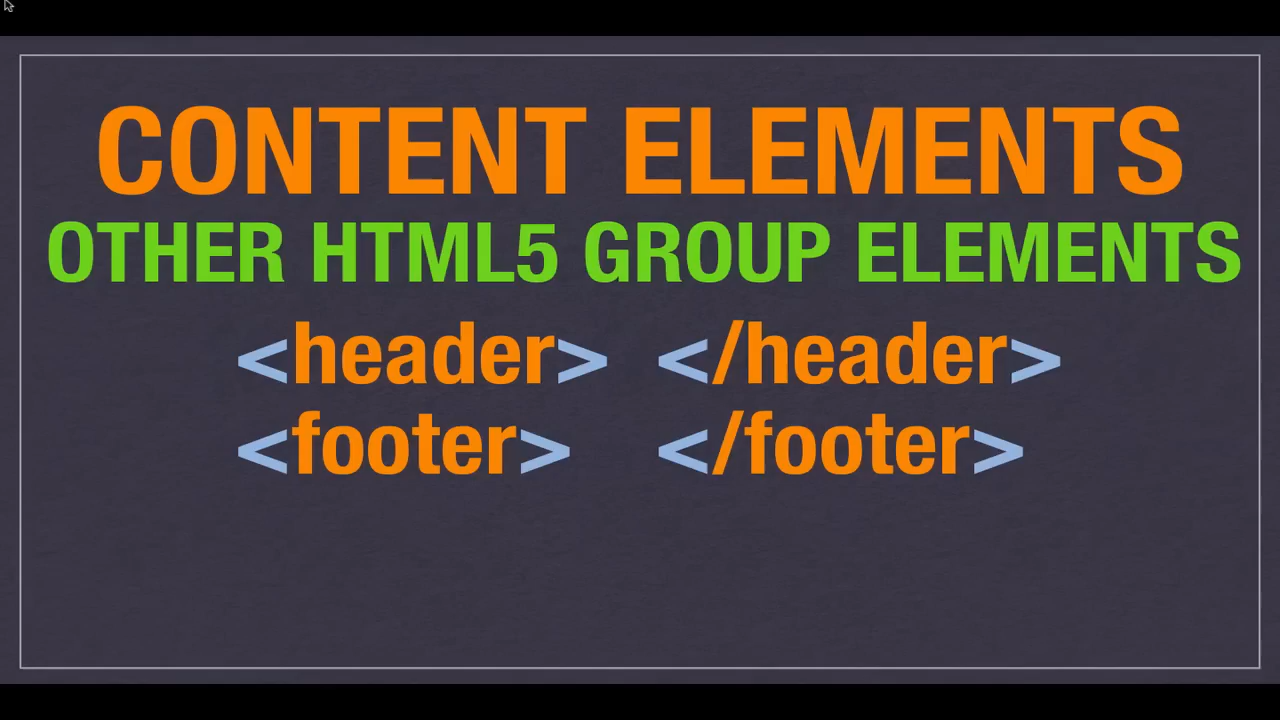 CONTENT ELEMENTS
OTHER HTML5 GROUP ELEMENTS
<header> </header>
<footer> </footer>